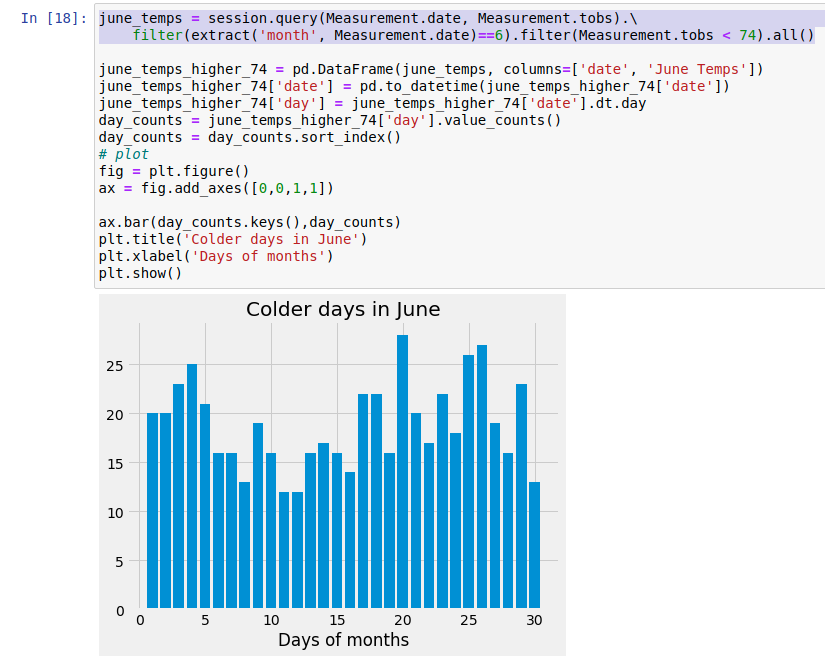 In [18]:
june_temps = session.query(Measurement.date, Measurement.tobs).\
    filter(extract('month', Measurement.date)==6).filter(Measurement.tobs < 74).all()

june_temps_higher_74 = pd.DataFrame(june_temps, columns=['date', 'June Temps'])
june_temps_higher_74['date'] = pd.to_datetime(june_temps_higher_74['date'])
june_temps_higher_74['day'] = june_temps_higher_74['date'].dt.day
day_counts = june_temps_higher_74['day'].value_counts()
day_counts = day_counts.sort_index()
# plot
fig = plt.figure()
ax = fig.add_axes([0,0,1,1])

ax.bar(day_counts.keys(),day_counts)
plt.title('Colder days in June')
plt.xlabel('Days of months')
plt.show()
Colder days in June
25
20
15
10
5
0
0 5 10 15 20 25 30
Days of months